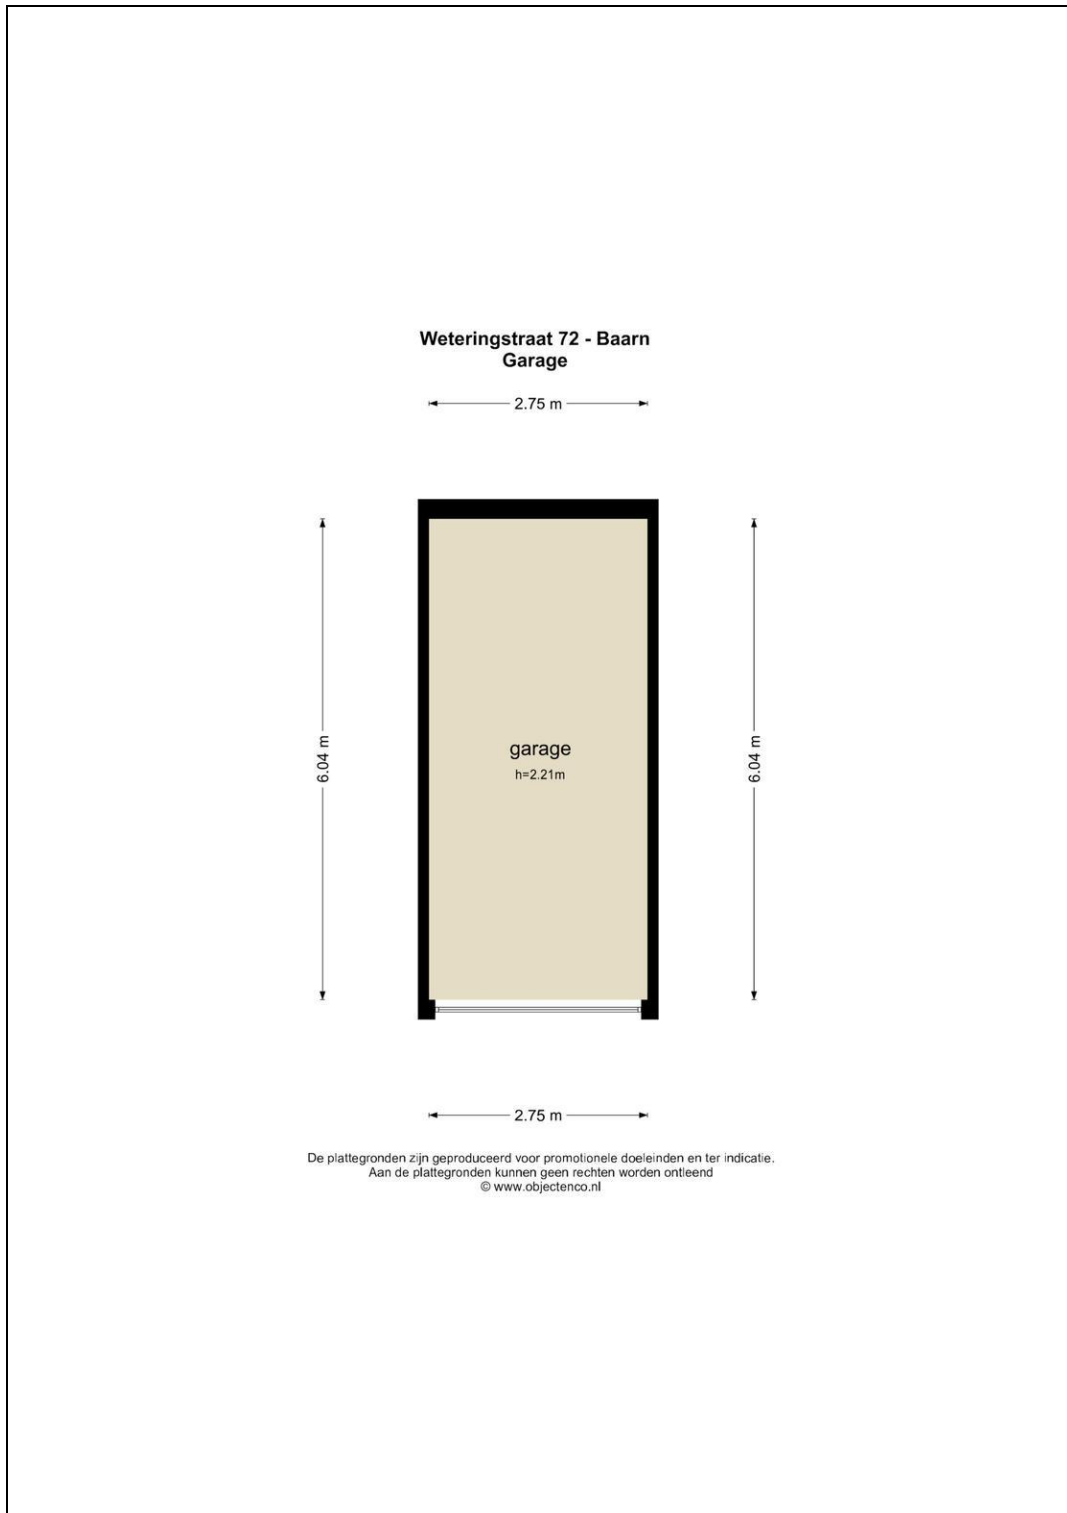 Weteringstraat 72 - Baarn
Garage
2.75 m
6.04 m
6.04 m
garage
h=2.21m
2.75 m
De plattegronden zijn geproduceerd voor promotionele doeleinden en ter indicatie.
Aan de plattegronden kunnen geen rechten worden ontleend
© www.objectenco.nl